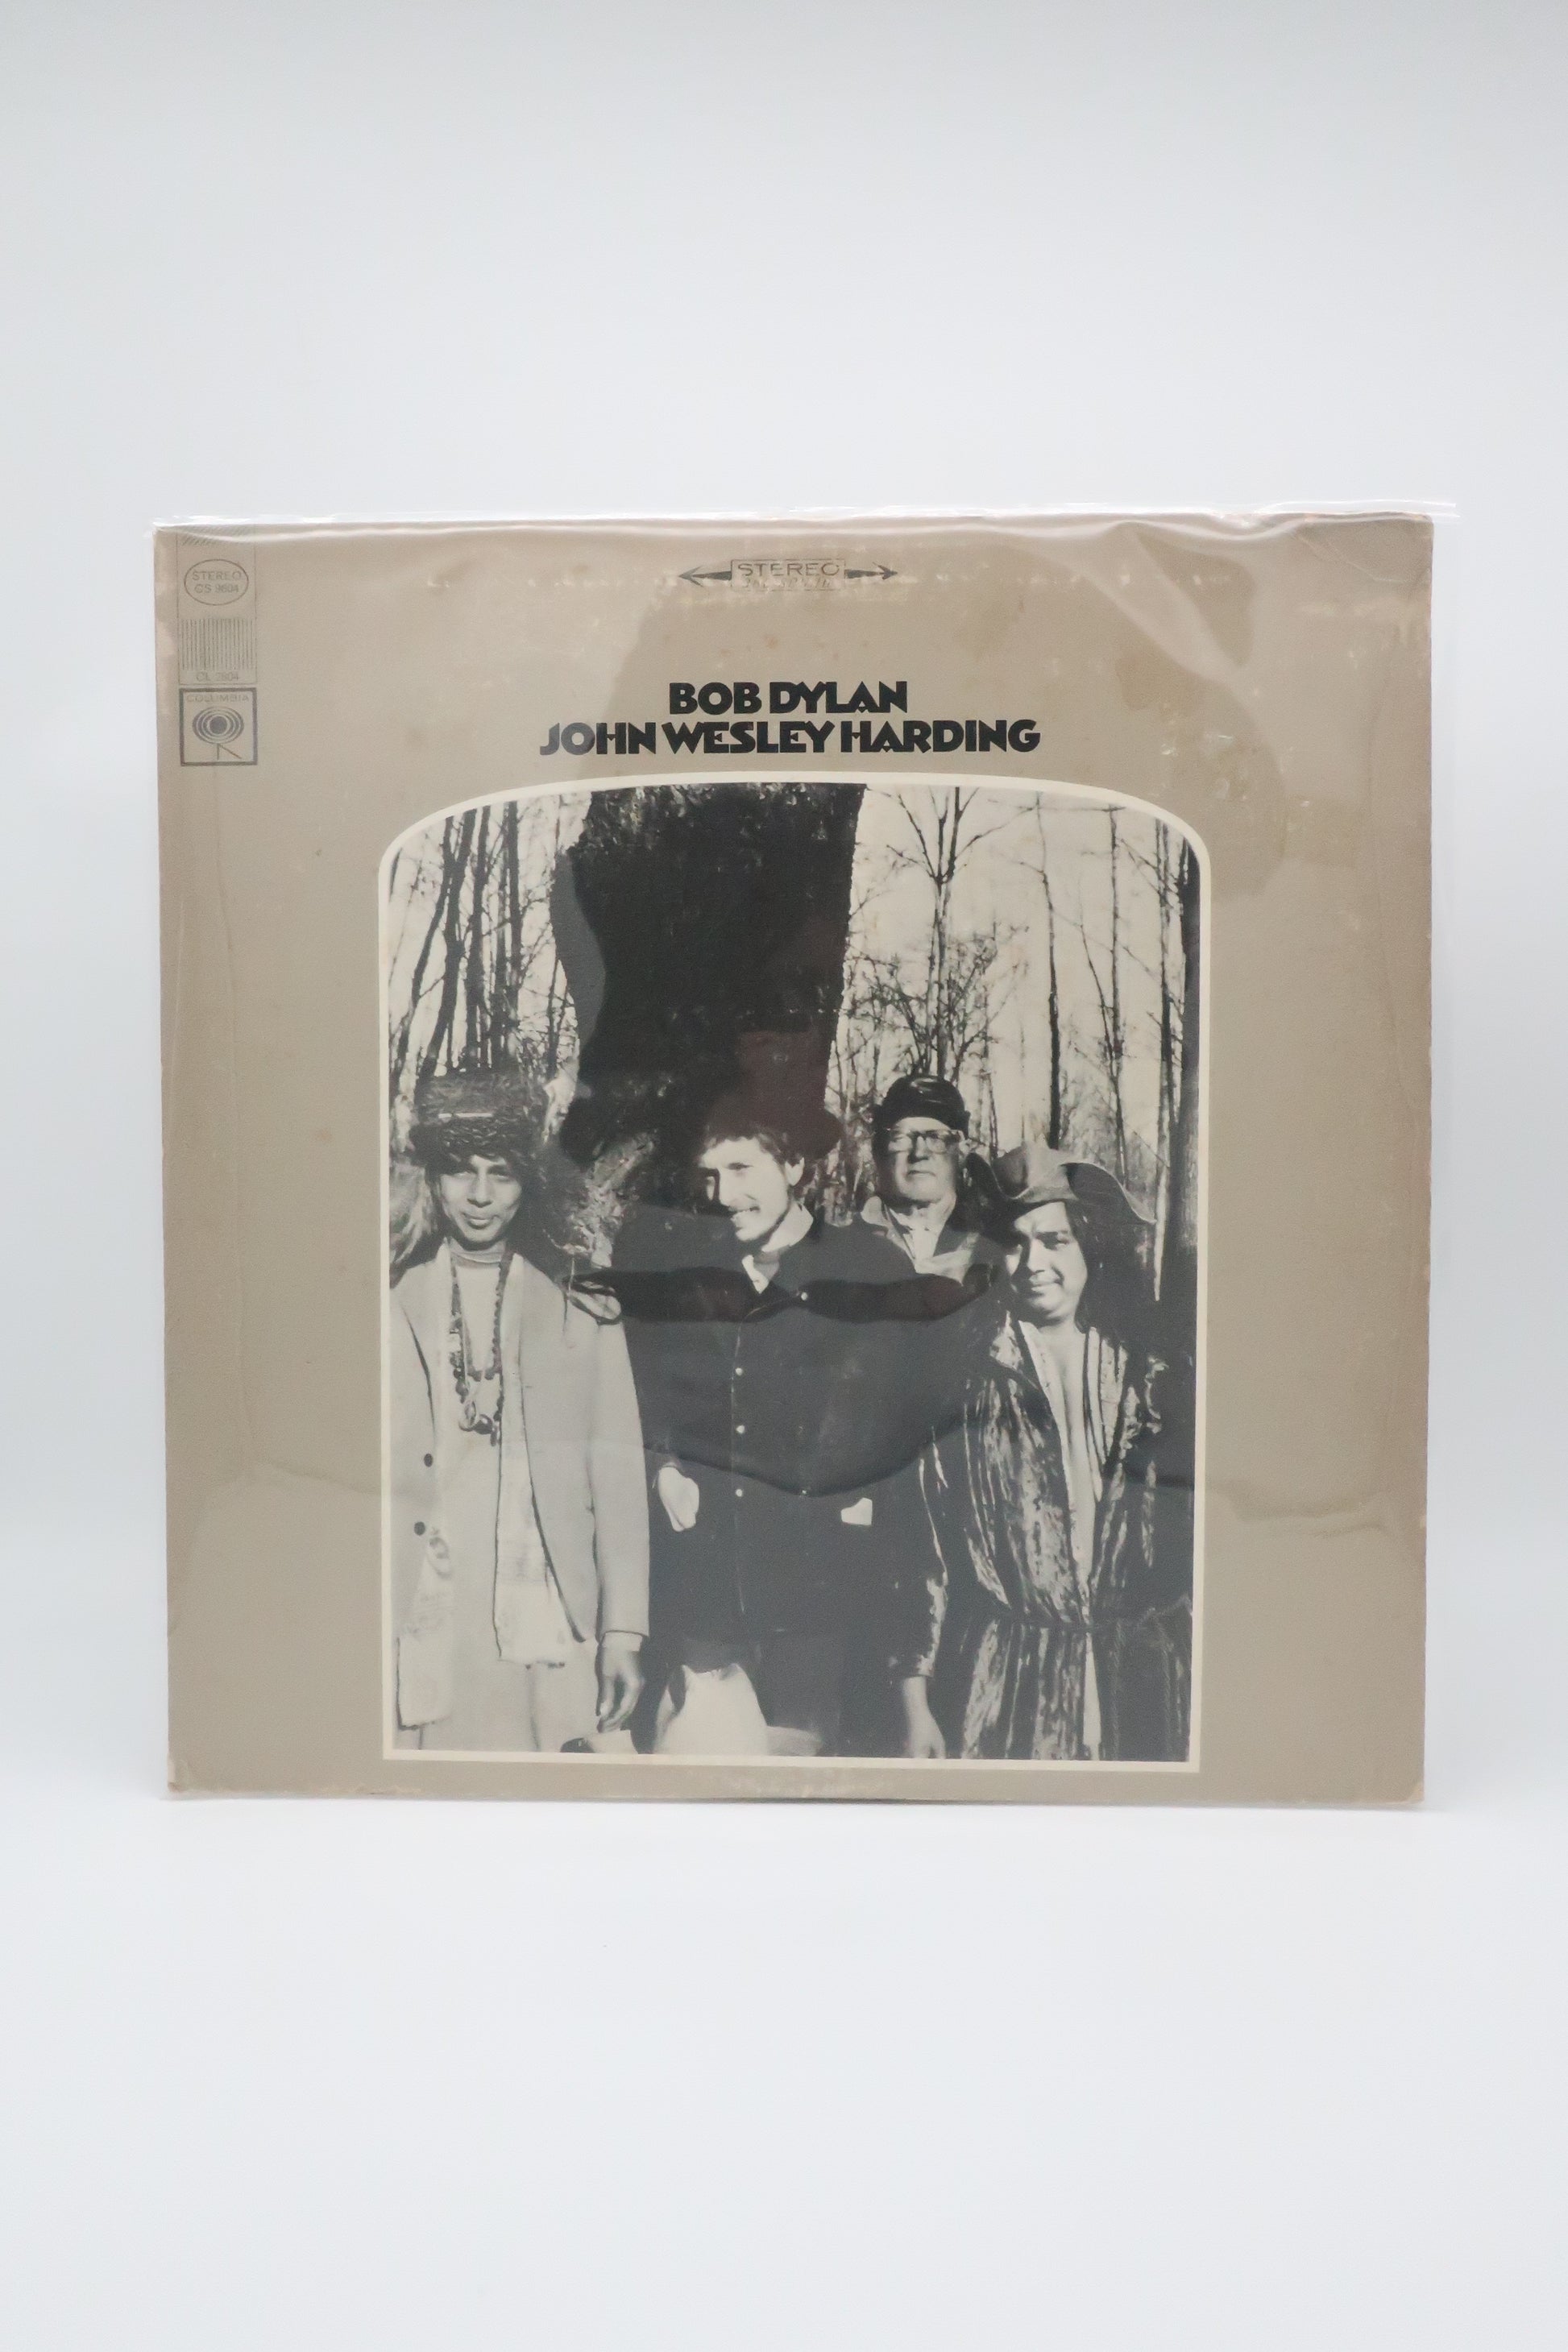 STEREO
CS 9604
CL 2804
COLUMBIA
STEREO
BOB DYLAN
JOHN WESLEY HARDING